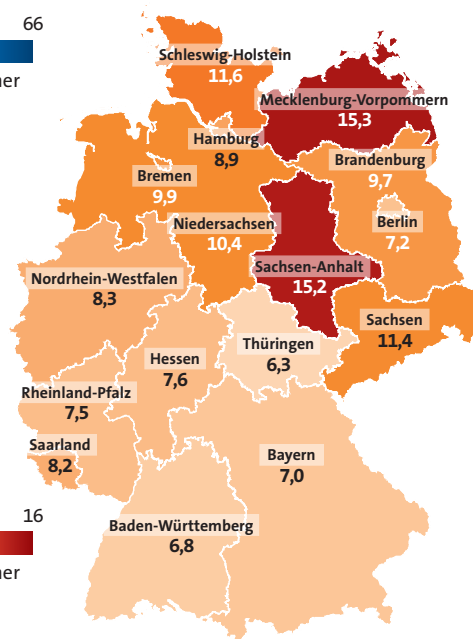 66
ner
Schleswig-Holstein
11,6
Mecklenburg-Vorpommern
15,3
Hamburg
8,9
Brandenburg
9,7
Bremen
9,9
Berlin
7,2
Niedersachsen
10,4
Sachsen-Anhalt
15,2
Nordrhein-Westfalen
8,3
Sachsen
11,4
Thüringen
6,3
Hessen
7,6
Rheinland-Pfalz
7,5
Saarland
8,2
Bayern
7,0
16
ner
Baden-Württemberg
6,8